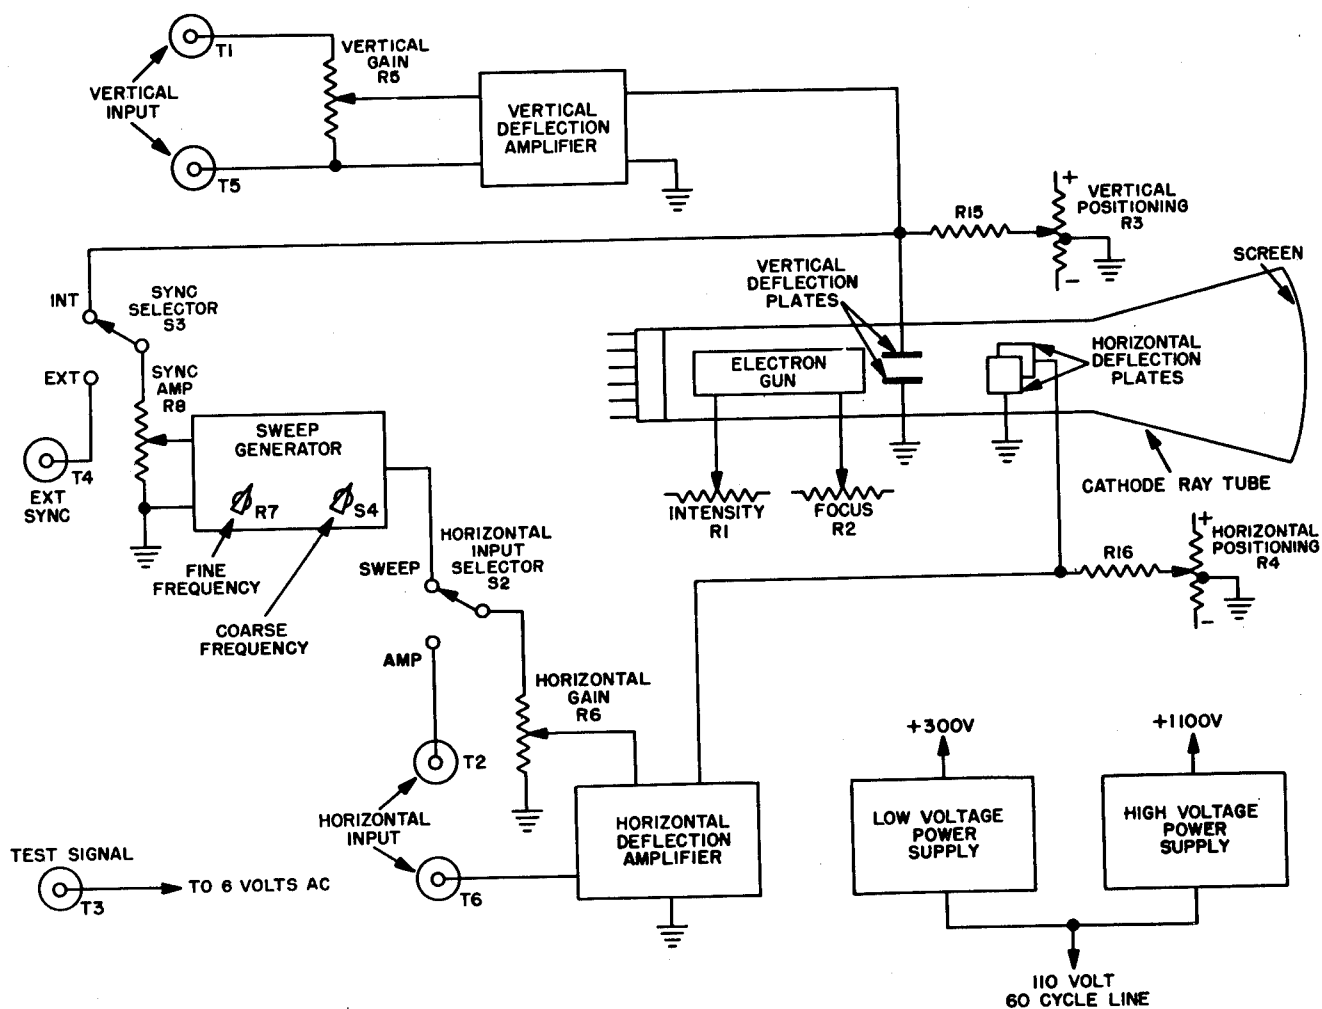 T1
VERTICAL
GAIN
R5
VERTICAL
INPUT
VERTICAL
DEFLECTION
AMPLIFIER
T5
R15
+
VERTICAL
POSITIONING
R3
-
SCREEN
VERTICAL
DEFLECTION
PLATES
INT
SYNC
SELECTOR
S3
EXT
SYNC
AMP
R8
ELECTRON
GUN
HORIZONTAL
DEFLECTION
PLATES
SWEEP
GENERATOR
T4
EXT
SYNC
R7
S4
INTENSITY
R1
FOCUS
R2
CATHODE RAY TUBE
FINE
FREQUENCY
COARSE
FREQUENCY
SWEEP
HORIZONTAL
INPUT
SELECTOR
S2
R16
+
HORIZONTAL
POSITIONING
R4
-
AMP
HORIZONTAL
GAIN
R6
T2
HORIZONTAL
INPUT
T6
HORIZONTAL
DEFLECTION
AMPLIFIER
+300V
LOW VOLTAGE
POWER
SUPPLY
+1100V
HIGH VOLTAGE
POWER
SUPPLY
TEST SIGNAL
T3
TO 6 VOLTS AC
110 VOLT
60 CYCLE LINE